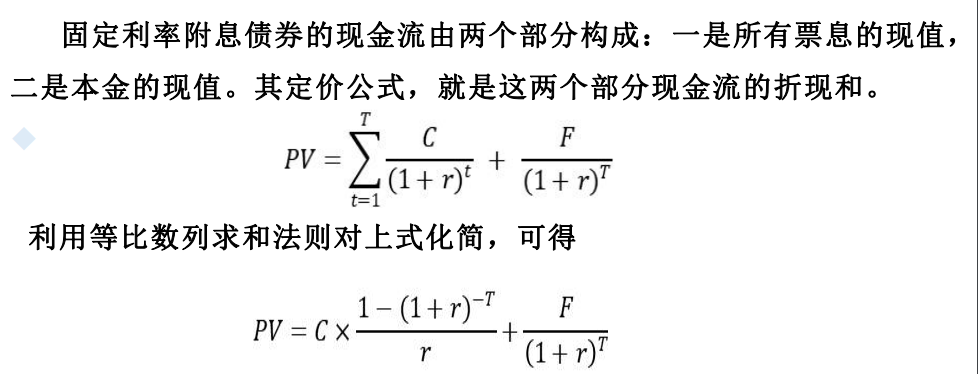 固定利率附息债券的现金流由两个部分构成：一是所有票息的现值，
二是本金的现值。其定价公式，就是这两个部分现金流的折现和。
PV = \sum_{t=1}^{T} \frac{C}{(1+r)^t} + \frac{F}{(1+r)^T}
利用等比数列求和法则对上式化简，可得
PV = C × \frac{1-(1+r)^{-T}}{r} + \frac{F}{(1+r)^T}